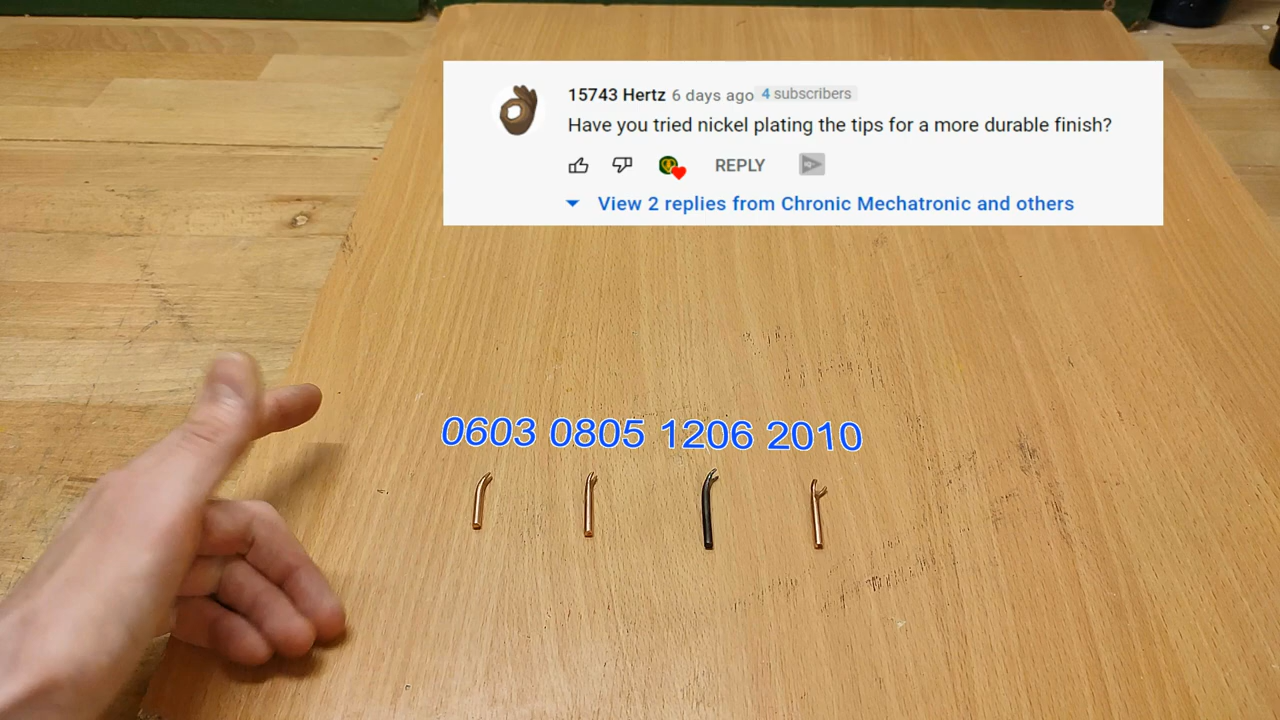 15743 Hertz 6 days ago 4 subscribers
Have you tried nickel plating the tips for a more durable finish?
REPLY
View 2 replies from Chronic Mechatronic and others
0603 0805 1206 2010